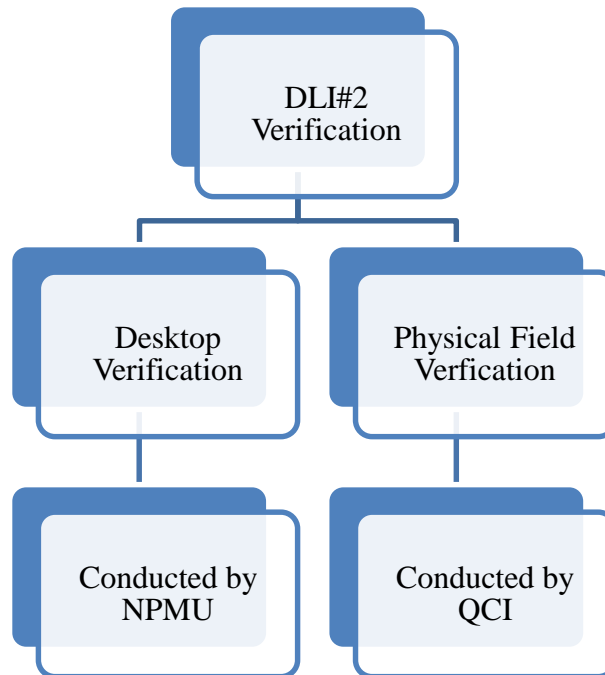 DLI#2
Verification
Desktop
Verification
Physical Field
Verfication
Conducted by
NPMU
Conducted by
QCI